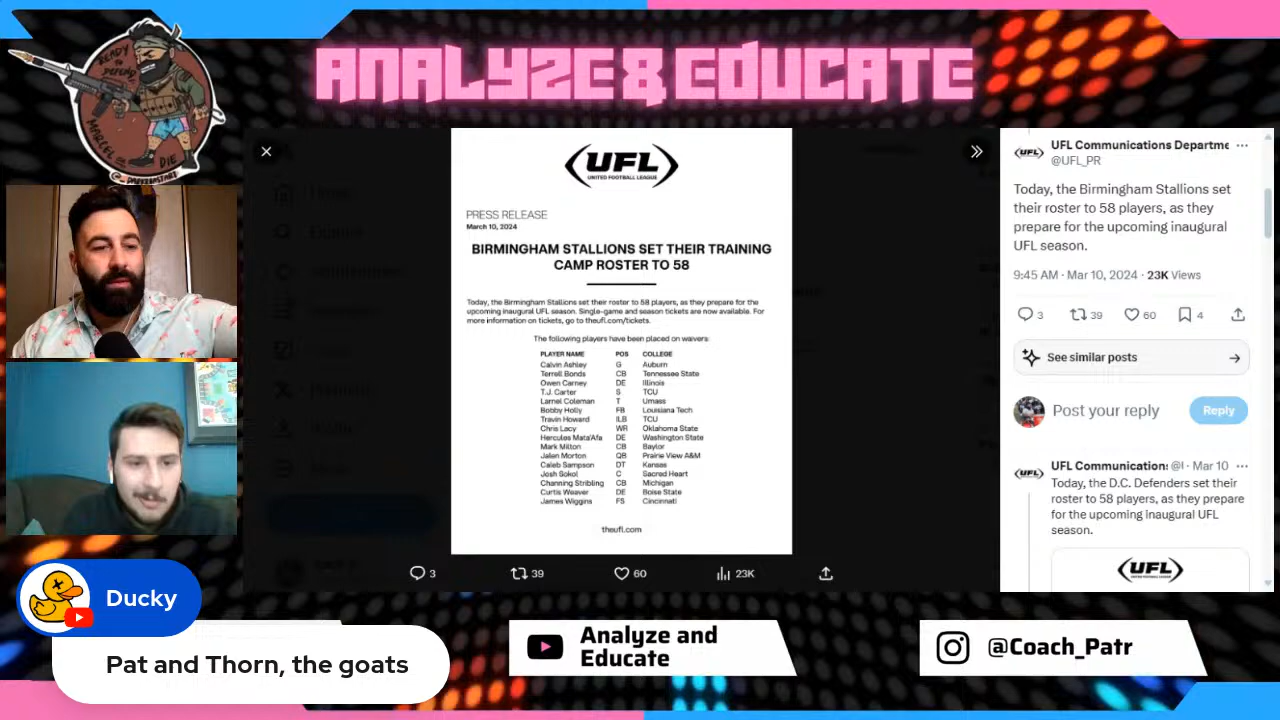 ANALYZE & EDUCATE
READY
TO
DEFEND
MARCEL
DIE
UFL
UNITED FOOTBALL LEAGUE
PRESS RELEASE
March 10, 2024
BIRMINGHAM STALLIONS SET THEIR TRAINING
CAMP ROSTER TO 58
Today, the Birmingham Stallions set their roster to 58 players, as they prepare for the
upcoming inaugural UFL season. Single-game and season tickets are now available. For
more information on tickets, go to theufl.com/tickets.
The following players have been placed on waivers:
PLAYER NAME POS COLLEGE
Calvin Ashley G Auburn
Terrell Bonds CB Tennessee State
Owen Carney DE Illinois
T.J. Carter S TCU
Larnel Coleman T Umass
Bobby Holly FB Louisiana Tech
Travin Howard ILB TCU
Chris Lacy WR Oklahoma State
Hercules Mata'Afa DE Washington State
Mark Milton CB Baylor
Jalen Morton QB Prairie View A&M
Caleb Sampson DT Kansas
Josh Sokol C Sacred Heart
Channing Stribling CB Michigan
Curtis Weaver DE Boise State
James Wiggins FS Cincinnati
theufl.com
3 39 60 23K
UFL Communications Departme ...
@UFL_PR
Today, the Birmingham Stallions set
their roster to 58 players, as they
prepare for the upcoming inaugural
UFL season.
9:45 AM · Mar 10, 2024 · 23K Views
3 39 60 4
See similar posts
Post your reply Reply
UFL Communications @I · Mar 10 ...
Today, the D.C. Defenders set their
roster to 58 players, as they prepare
for the upcoming inaugural UFL
season.
UFL
Ducky
Pat and Thorn, the goats
Analyze and
Educate
@Coach_Patr